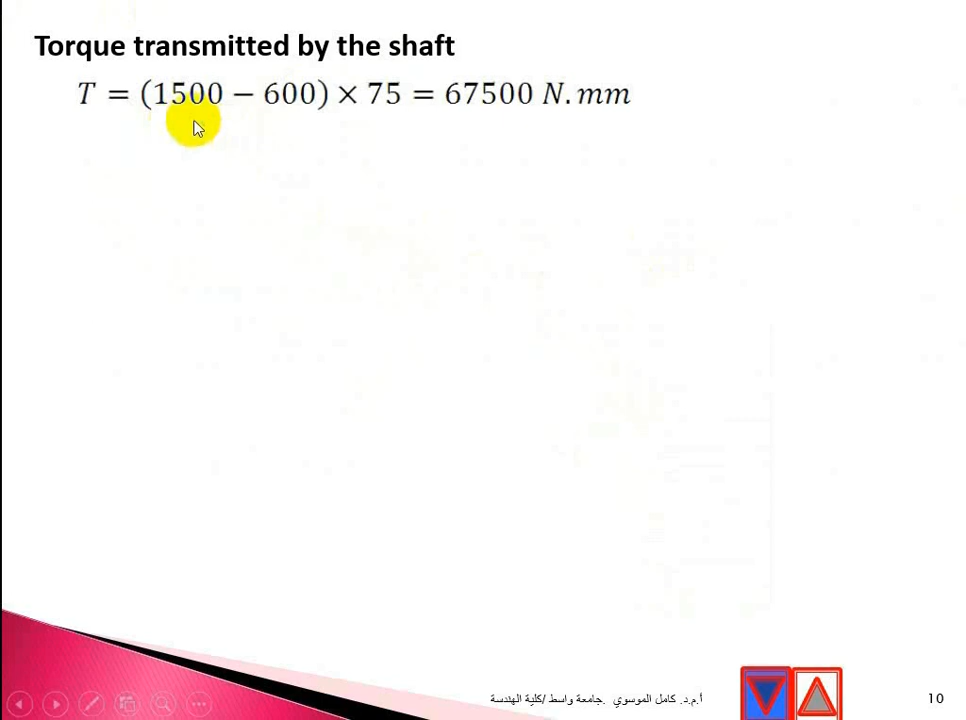 Torque transmitted by the shaft
T = (1500 − 600) × 75 = 67500 N.mm
أ.م.د. كامل الموسوي .جامعة واسط /كلية الهندسة
10